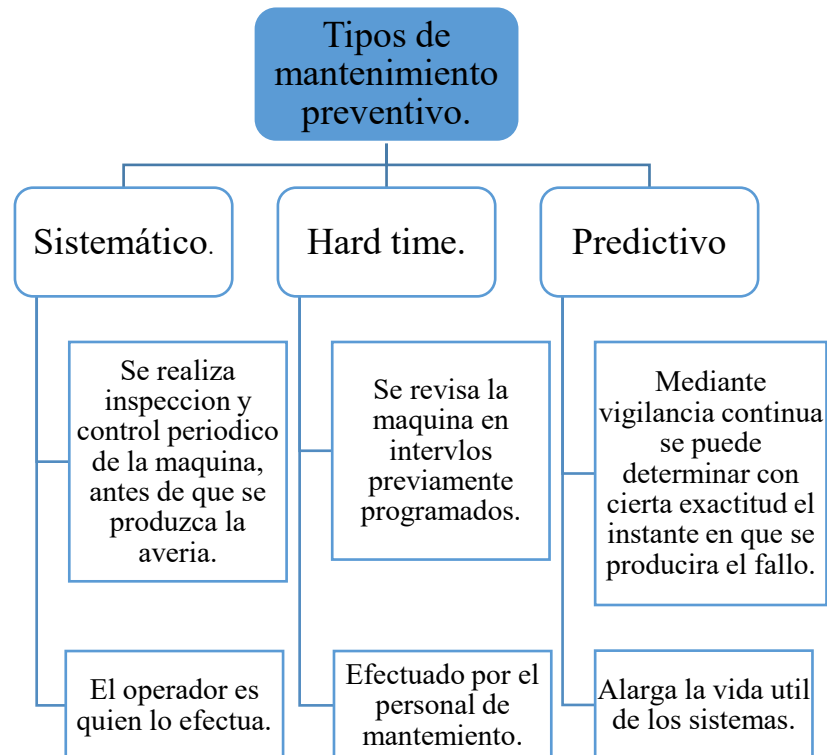 Tipos de
mantenimiento
preventivo.
Sistemático.
Hard time.
Predictivo
Se realiza
inspeccion y
control periodico
de la maquina,
antes de que se
produzca la
averia.
Se revisa la
maquina en
intervlos
previamente
programados.
Mediante
vigilancia continua
se puede
determinar con
cierta exactitud el
instante en que se
producira el fallo.
El operador es
quien lo efectua.
Efectuado por el
personal de
mantemiento.
Alarga la vida util
de los sistemas.